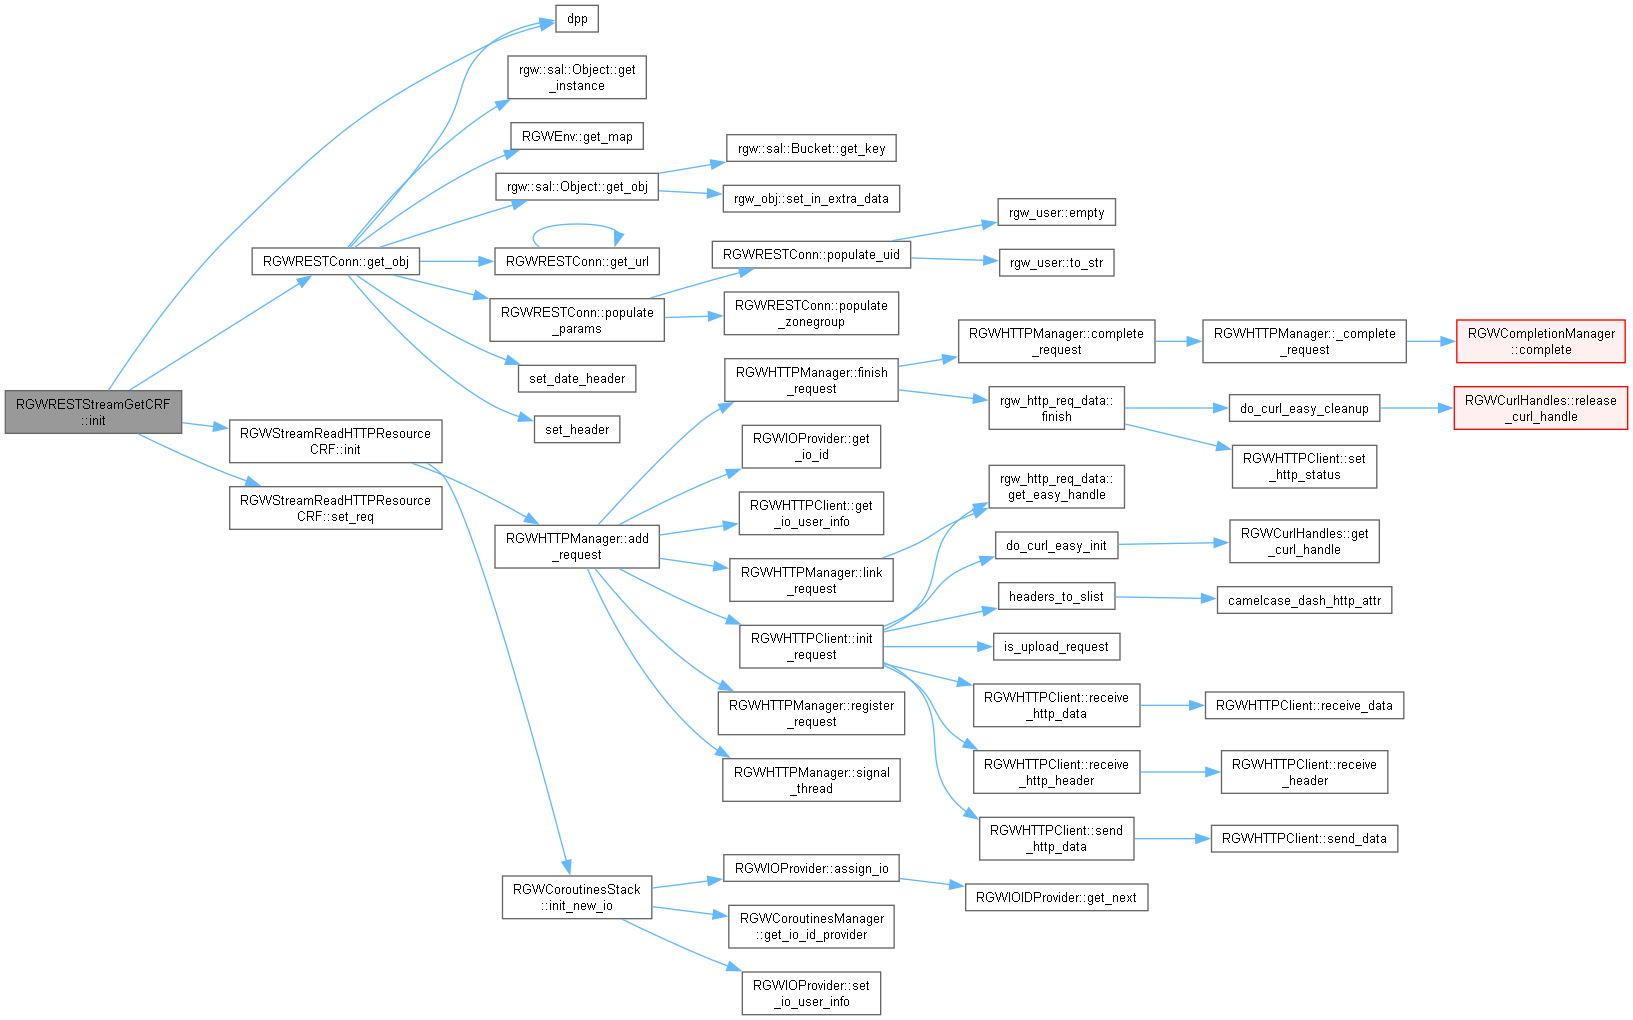 RGWRESTStreamGetCRF
::init
dpp
RGWRESTConn::get_obj
rgw::sal::Object::get
_instance
RGWEnv::get_map
rgw::sal::Object::get_obj
rgw::sal::Bucket::get_key
rgw_obj::set_in_extra_data
RGWRESTConn::get_url
RGWRESTConn::populate
_params
RGWRESTConn::populate_uid
rgw_user::empty
rgw_user::to_str
RGWRESTConn::populate
_zonegroup
set_date_header
set_header
RGWStreamReadHTTPResource
CRF::init
RGWStreamReadHTTPResource
CRF::set_req
RGWHTTPManager::add
_request
RGWHTTPManager::finish
_request
RGWHTTPManager::complete
_request
RGWHTTPManager::_complete
_request
RGWCompletionManager
::complete
rgw_http_req_data::
finish
do_curl_easy_cleanup
RGWCurlHandles::release
_curl_handle
RGWHTTPClient::set
_http_status
RGWIOProvider::get
_io_id
RGWHTTPClient::get
_io_user_info
RGWHTTPManager::link
_request
rgw_http_req_data::
get_easy_handle
RGWHTTPClient::init
_request
do_curl_easy_init
RGWCurlHandles::get
_curl_handle
headers_to_slist
camelcase_dash_http_attr
is_upload_request
RGWHTTPClient::receive
_http_data
RGWHTTPClient::receive_data
RGWHTTPClient::receive
_http_header
RGWHTTPClient::receive
_header
RGWHTTPClient::send
_http_data
RGWHTTPClient::send_data
RGWHTTPManager::register
_request
RGWHTTPManager::signal
_thread
RGWCoroutinesStack
::init_new_io
RGWIOProvider::assign_io
RGWIOIDProvider::get_next
RGWCoroutinesManager
::get_io_id_provider
RGWIOProvider::set
_io_user_info